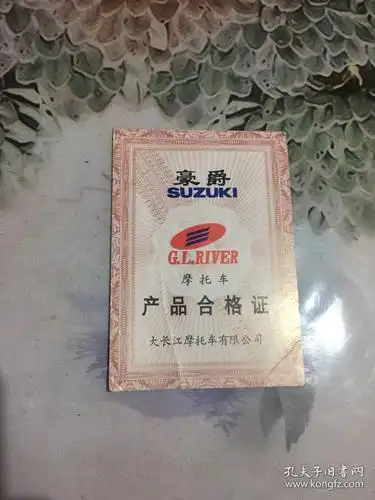 豪爵
SUZUKI
G.L.RIVER
摩托车
产品合格证
大长江摩托车有限公司
孔夫子旧书网
www.kongfz.com